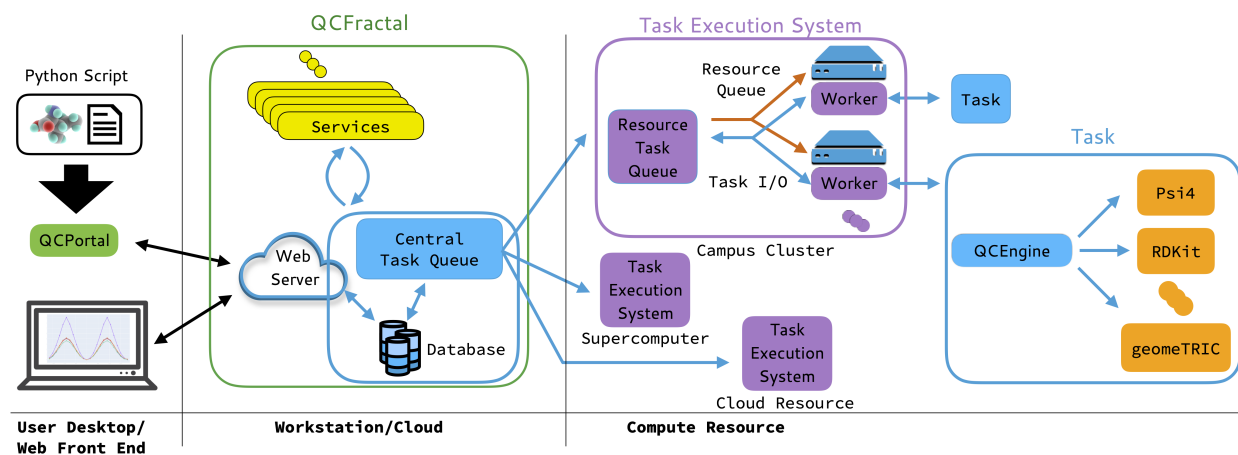 QCFractal
Task Execution System
Python Script
QCPortal
Services
Web
Server
Central
Task Queue
Database
Resource
Queue
Resource
Task
Queue
Task I/O
Worker
Worker
Campus Cluster
Task
Execution
System
Supercomputer
Task
Execution
System
Cloud Resource
Task
Task
QCEngine
Psi4
RDKit
geomeTRIC
User Desktop/
Web Front End
Workstation/Cloud
Compute Resource